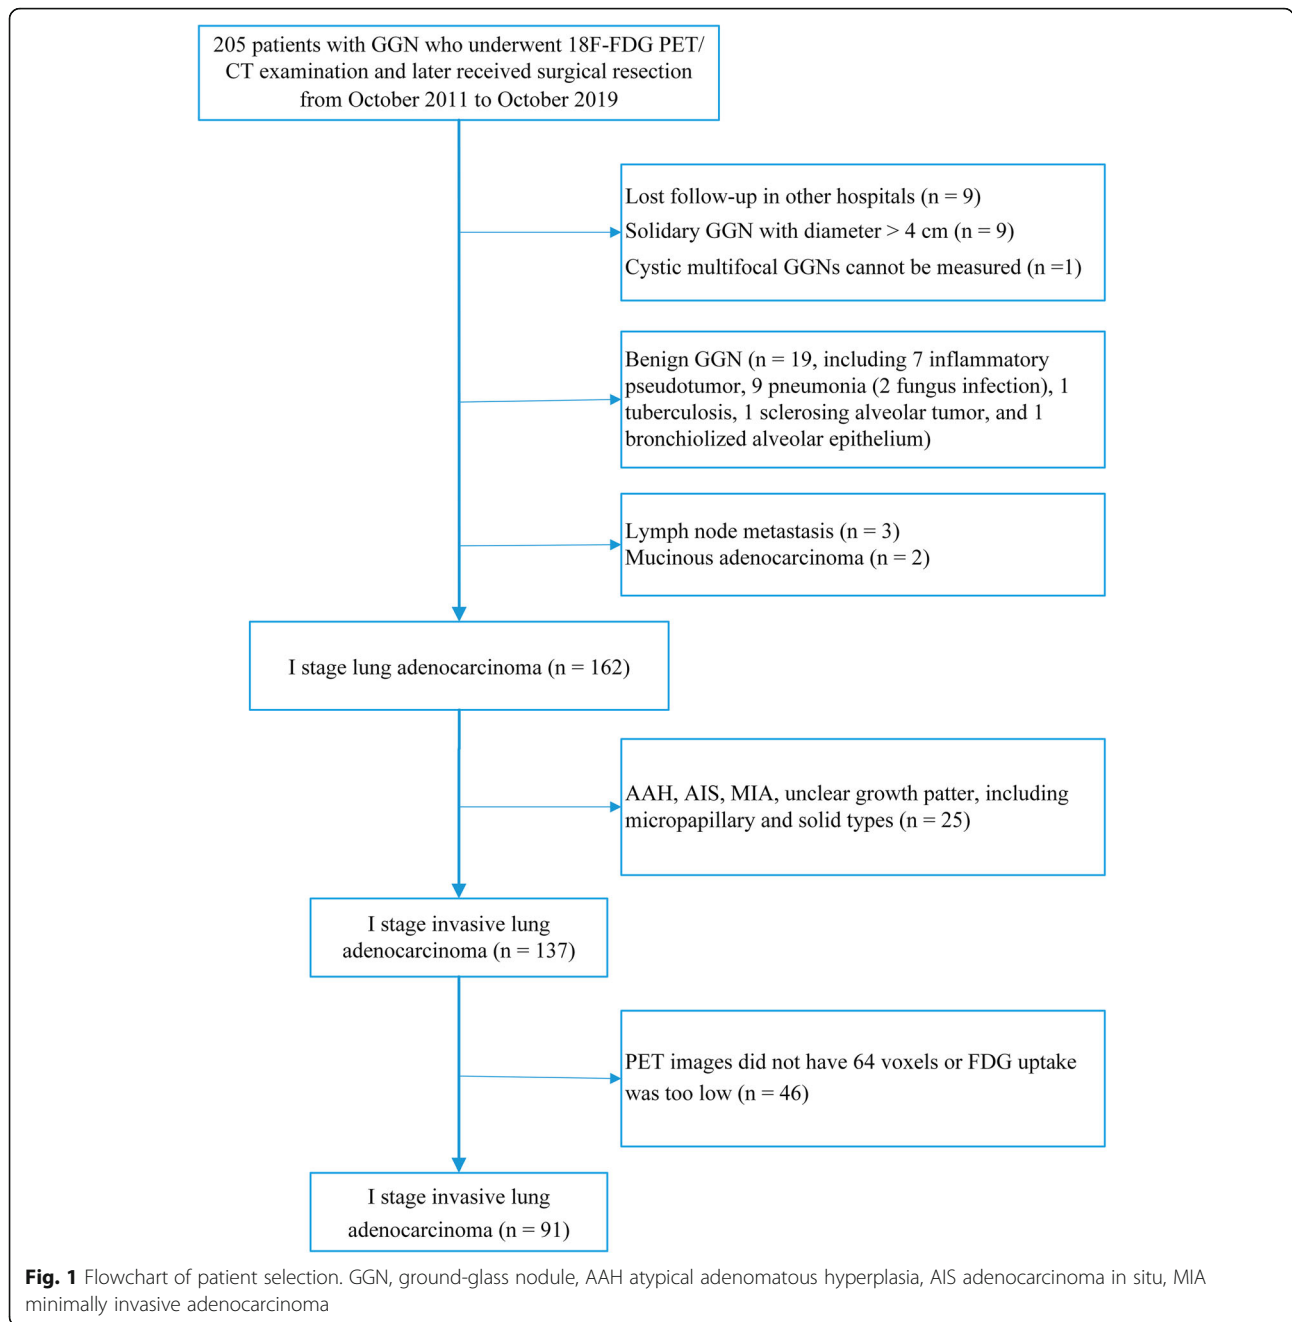 205 patients with GGN who underwent 18F-FDG PET/
CT examination and later received surgical resection
from October 2011 to October 2019
Lost follow-up in other hospitals (n = 9)
Solidary GGN with diameter > 4 cm (n = 9)
Cystic multifocal GGNs cannot be measured (n =1)
Benign GGN (n = 19, including 7 inflammatory
pseudotumor, 9 pneumonia (2 fungus infection), 1
tuberculosis, 1 sclerosing alveolar tumor, and 1
bronchiolized alveolar epithelium)
Lymph node metastasis (n = 3)
Mucinous adenocarcinoma (n = 2)
I stage lung adenocarcinoma (n = 162)
AAH, AIS, MIA, unclear growth patter, including
micropapillary and solid types (n = 25)
I stage invasive lung
adenocarcinoma (n = 137)
PET images did not have 64 voxels or FDG uptake
was too low (n = 46)
I stage invasive lung
adenocarcinoma (n = 91)
Fig. 1 Flowchart of patient selection. GGN, ground-glass nodule, AAH atypical adenomatous hyperplasia, AIS adenocarcinoma in situ, MIA
minimally invasive adenocarcinoma